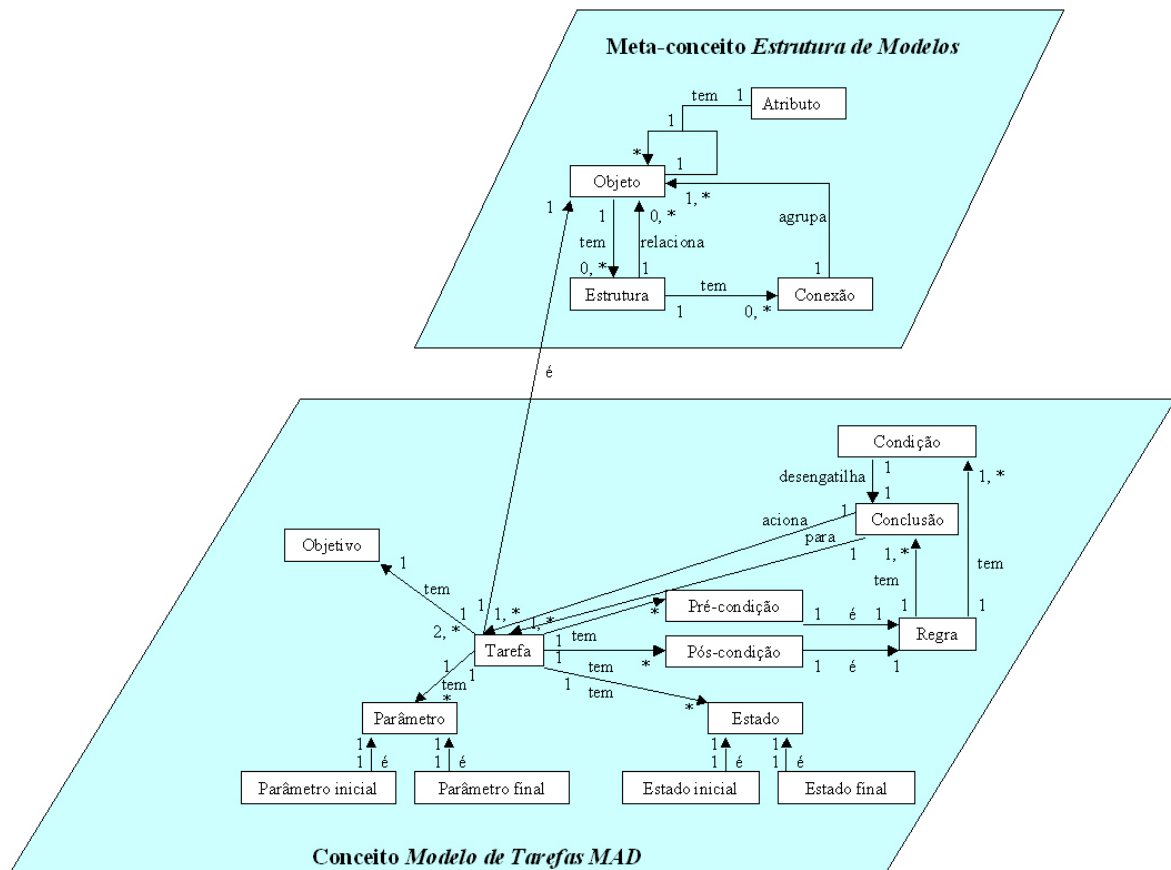 Meta-conceito Estrutura de Modelos
tem 1
Atributo
1
*
1
Objeto
1
1
0, *
1, *
agrupa
tem
relaciona
0, *
1
1
Estrutura
tem
Conexão
1
0, *
é
Condição
1
1, *
desengatilha
1
1
Conclusão
aciona
para
1
1, *
Objetivo
1
tem
tem
tem
1
1
1, *
1, *
2, *
*
Pré-condição
1
é
1
1
1
Regra
Tarefa
1
tem
1
*
Pós-condição
1
é
1
1
1
tem
*
1
tem
tem
*
Parâmetro
Estado
1
1
1
1
1
é
1
é
1
é
1
é
Parâmetro inicial
Parâmetro final
Estado inicial
Estado final
Conceito Modelo de Tarefas MAD